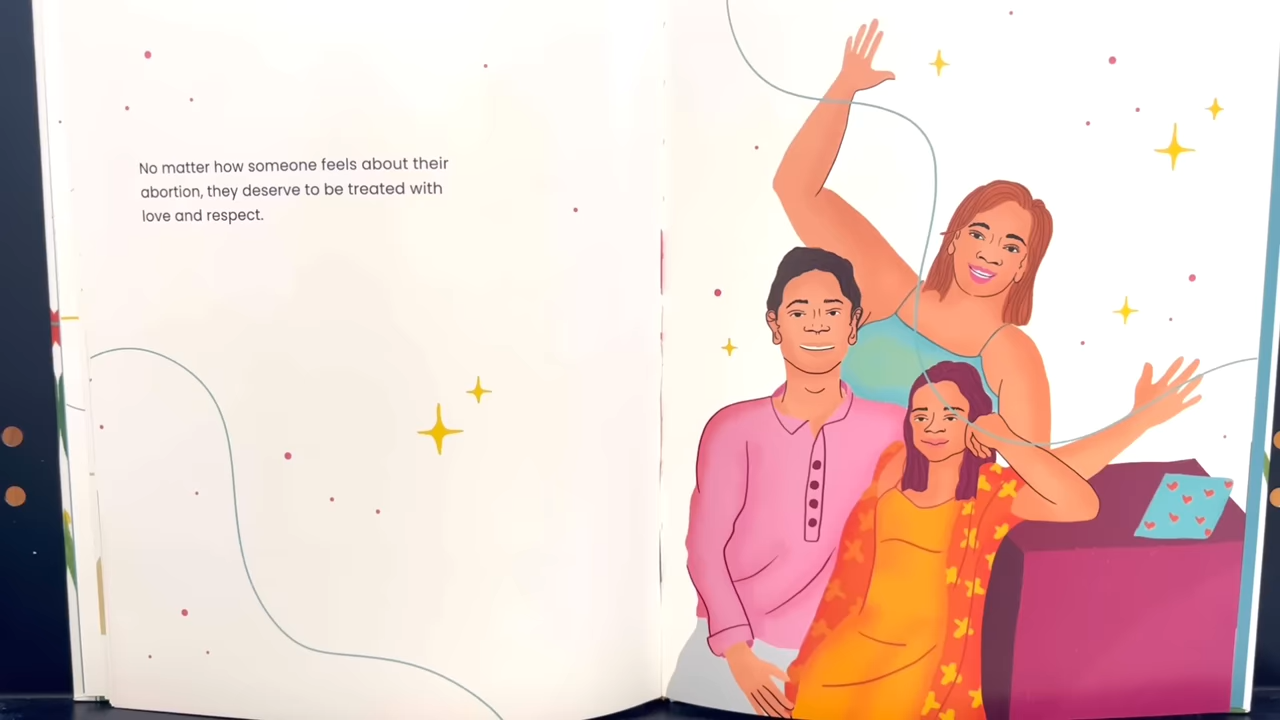 No matter how someone feels about their
abortion, they deserve to be treated with
love and respect.